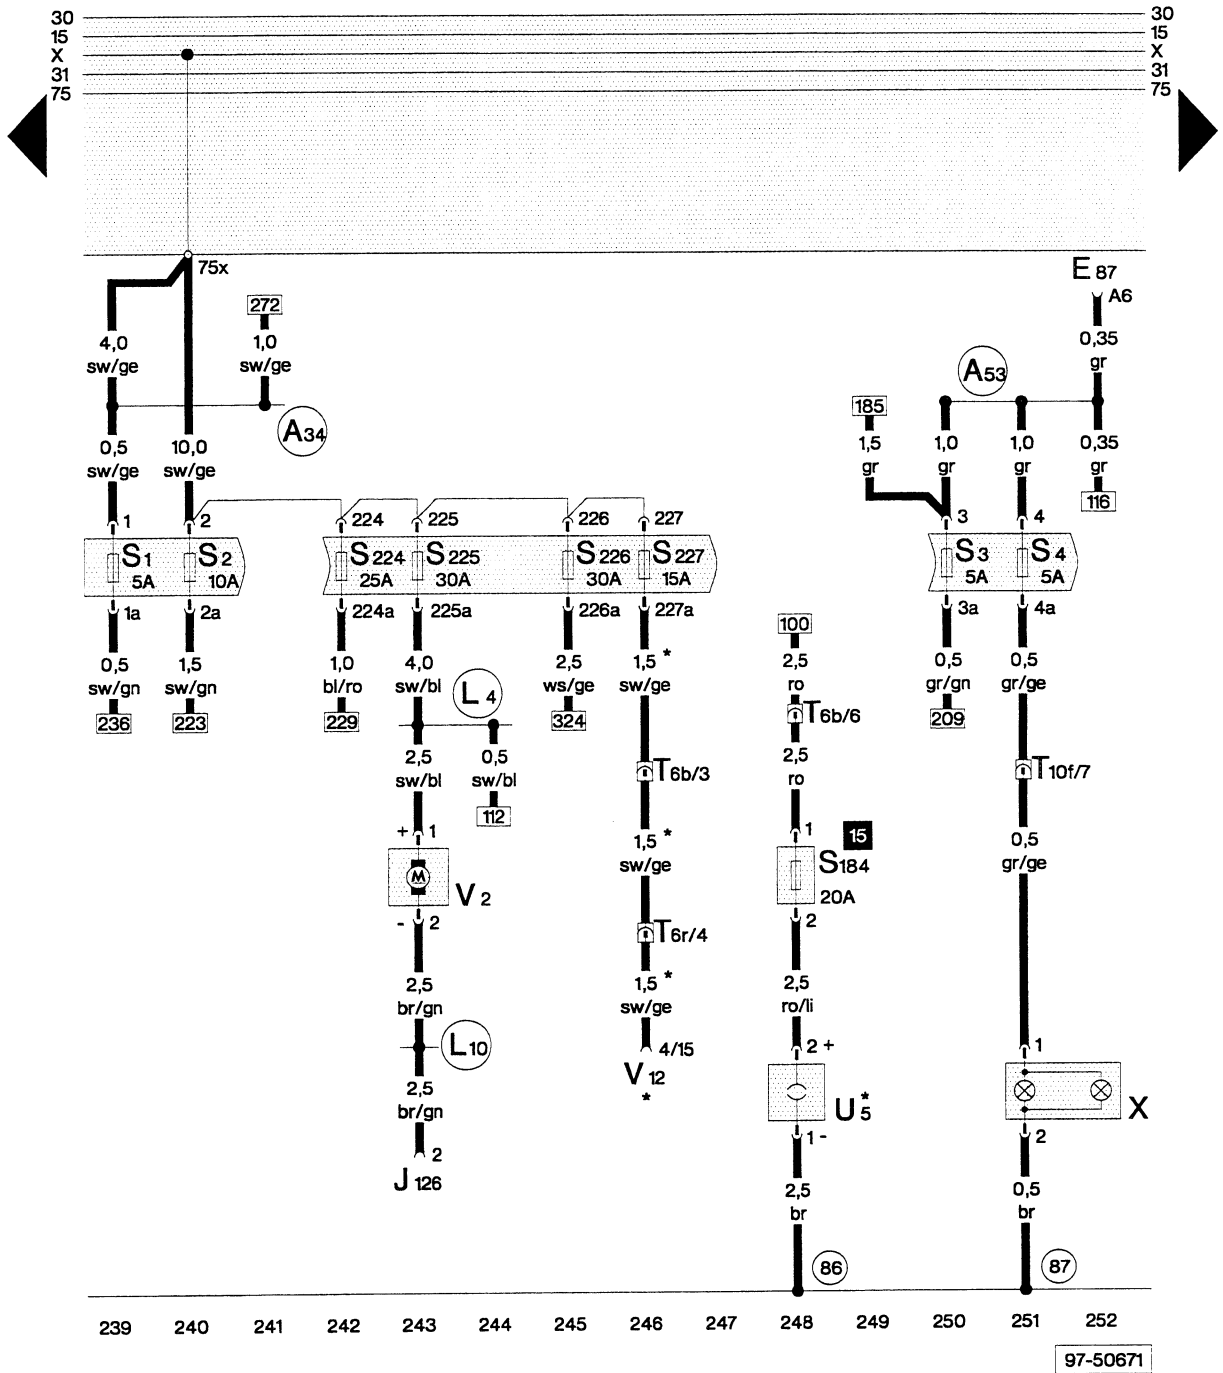 30 30
15 15
X X
31 31
75 75
75x
E 87
A6
272
4,0 1,0 0,35
sw/ge sw/ge gr
A53
A34
185
0,5 10,0 1,5 1,0 1,0 0,35
sw/ge sw/ge gr gr gr gr
116
1 2 224 225 226 227 3 4
S1 S2 S224 S225 S226 S227 S3 S4
5A 10A 25A 30A 30A 15A 5A 5A
1a 2a 224a 225a 226a 227a 3a 4a
100
0,5 1,5 1,0 4,0 2,5 1,5 * 2,5 0,5 0,5
sw/gn sw/gn bl/ro sw/bl ws/ge sw/ge ro gr/gn gr/ge
L 4
236 223 229 324 T6b/6 209
2,5 0,5 2,5
sw/bl sw/bl T6b/3 ro T10f/7
112
+ 1 1 15
1,5 * 0,5
sw/ge S184 gr/ge
M V 2 20A
- 2 2
T6r/4
2,5 1,5 * 2,5
br/gn sw/ge ro/li
L10 4/15 2 + 1
V 12
*
2,5
br/gn U5* X
2 1 - 2
J 126
2,5 0,5
br br
86 87
239 240 241 242 243 244 245 246 247 248 249 250 251 252
97-50671